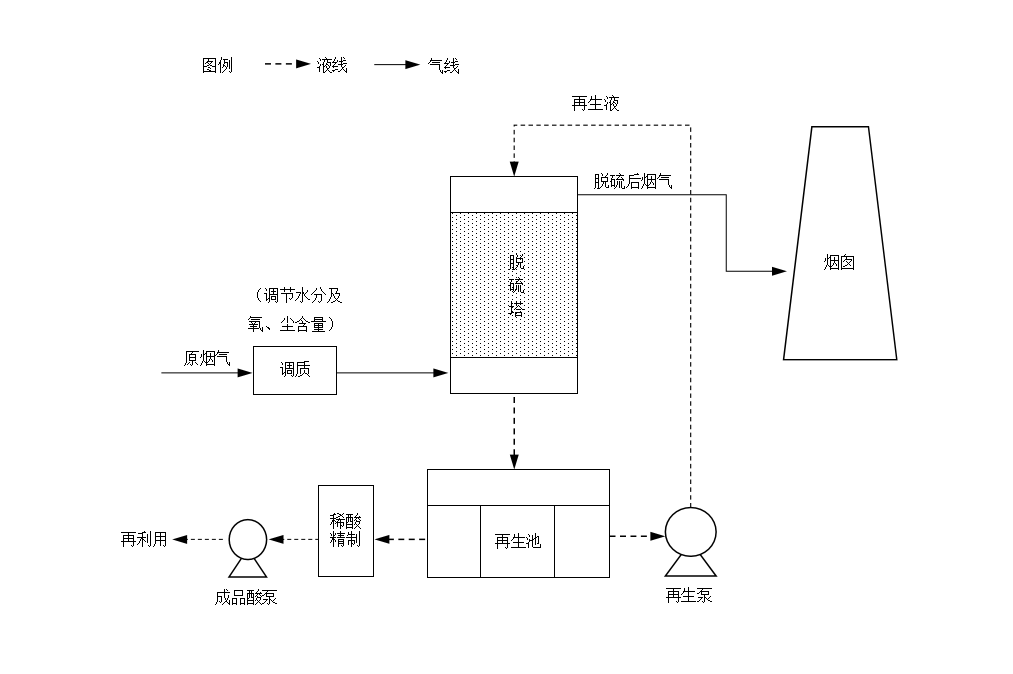 图例 液线 气线
再生液
脱硫后烟气
脱
硫
塔
烟囱
（调节水分及
氧、尘含量）
原烟气
调质
稀酸
精制
再利用
再生池
成品酸泵
再生泵